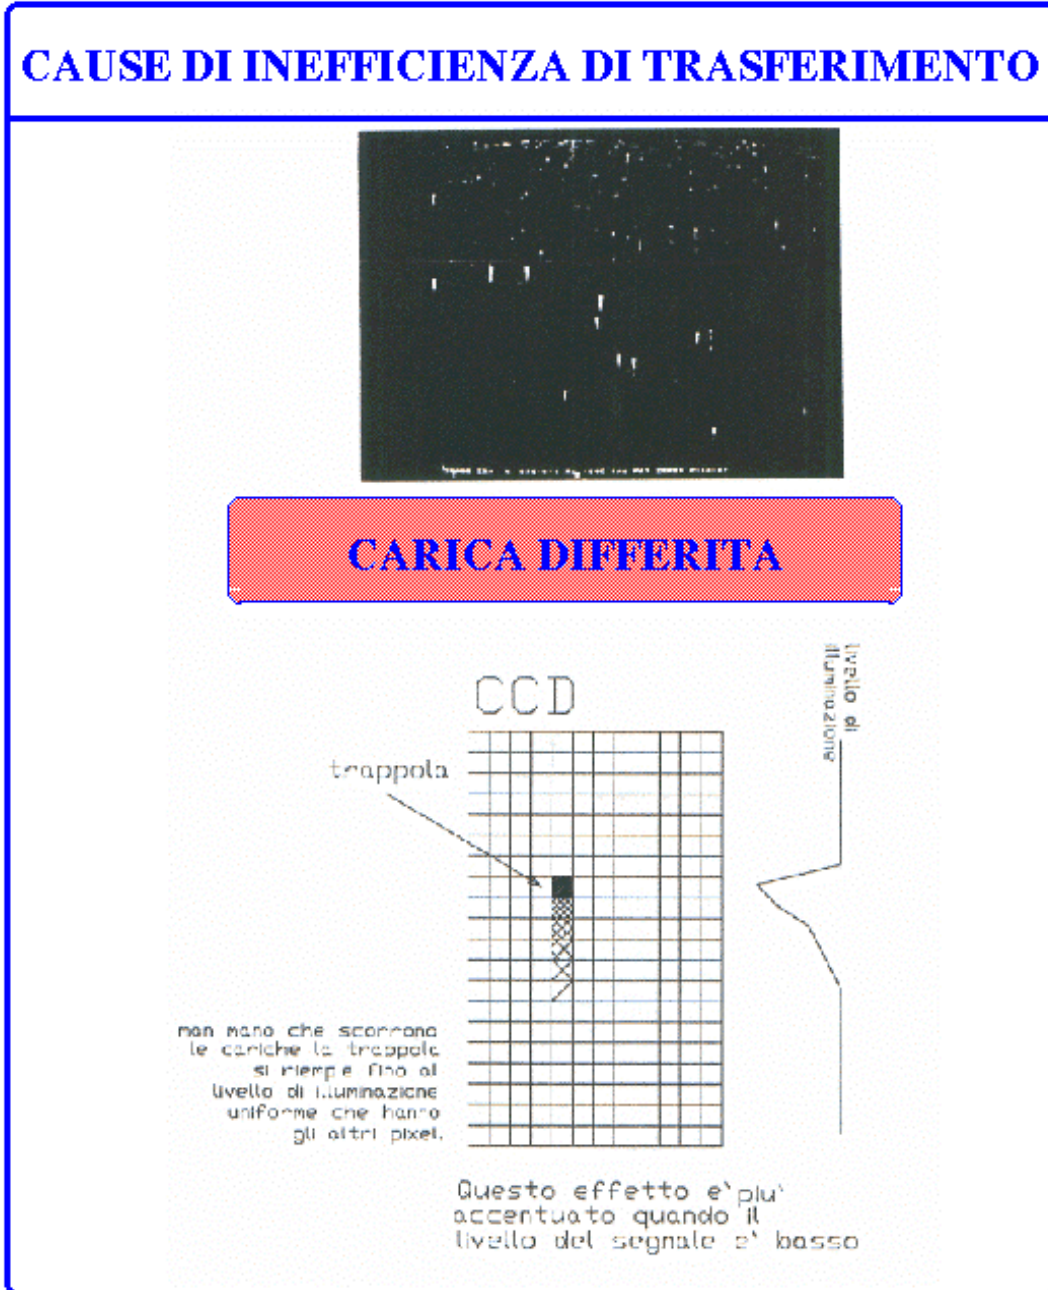 CAUSE DI INEFFICIENZA DI TRASFERIMENTO
CARICA DIFFERITA
livello di
illuminazione
CCD
trappola
man mano che scorrono
le cariche la trappola
si riempie fino al
livello di illuminazione
uniforme che hanno
gli altri pixel.
Questo effetto e' piu'
accentuato quando il
livello del segnale e' basso